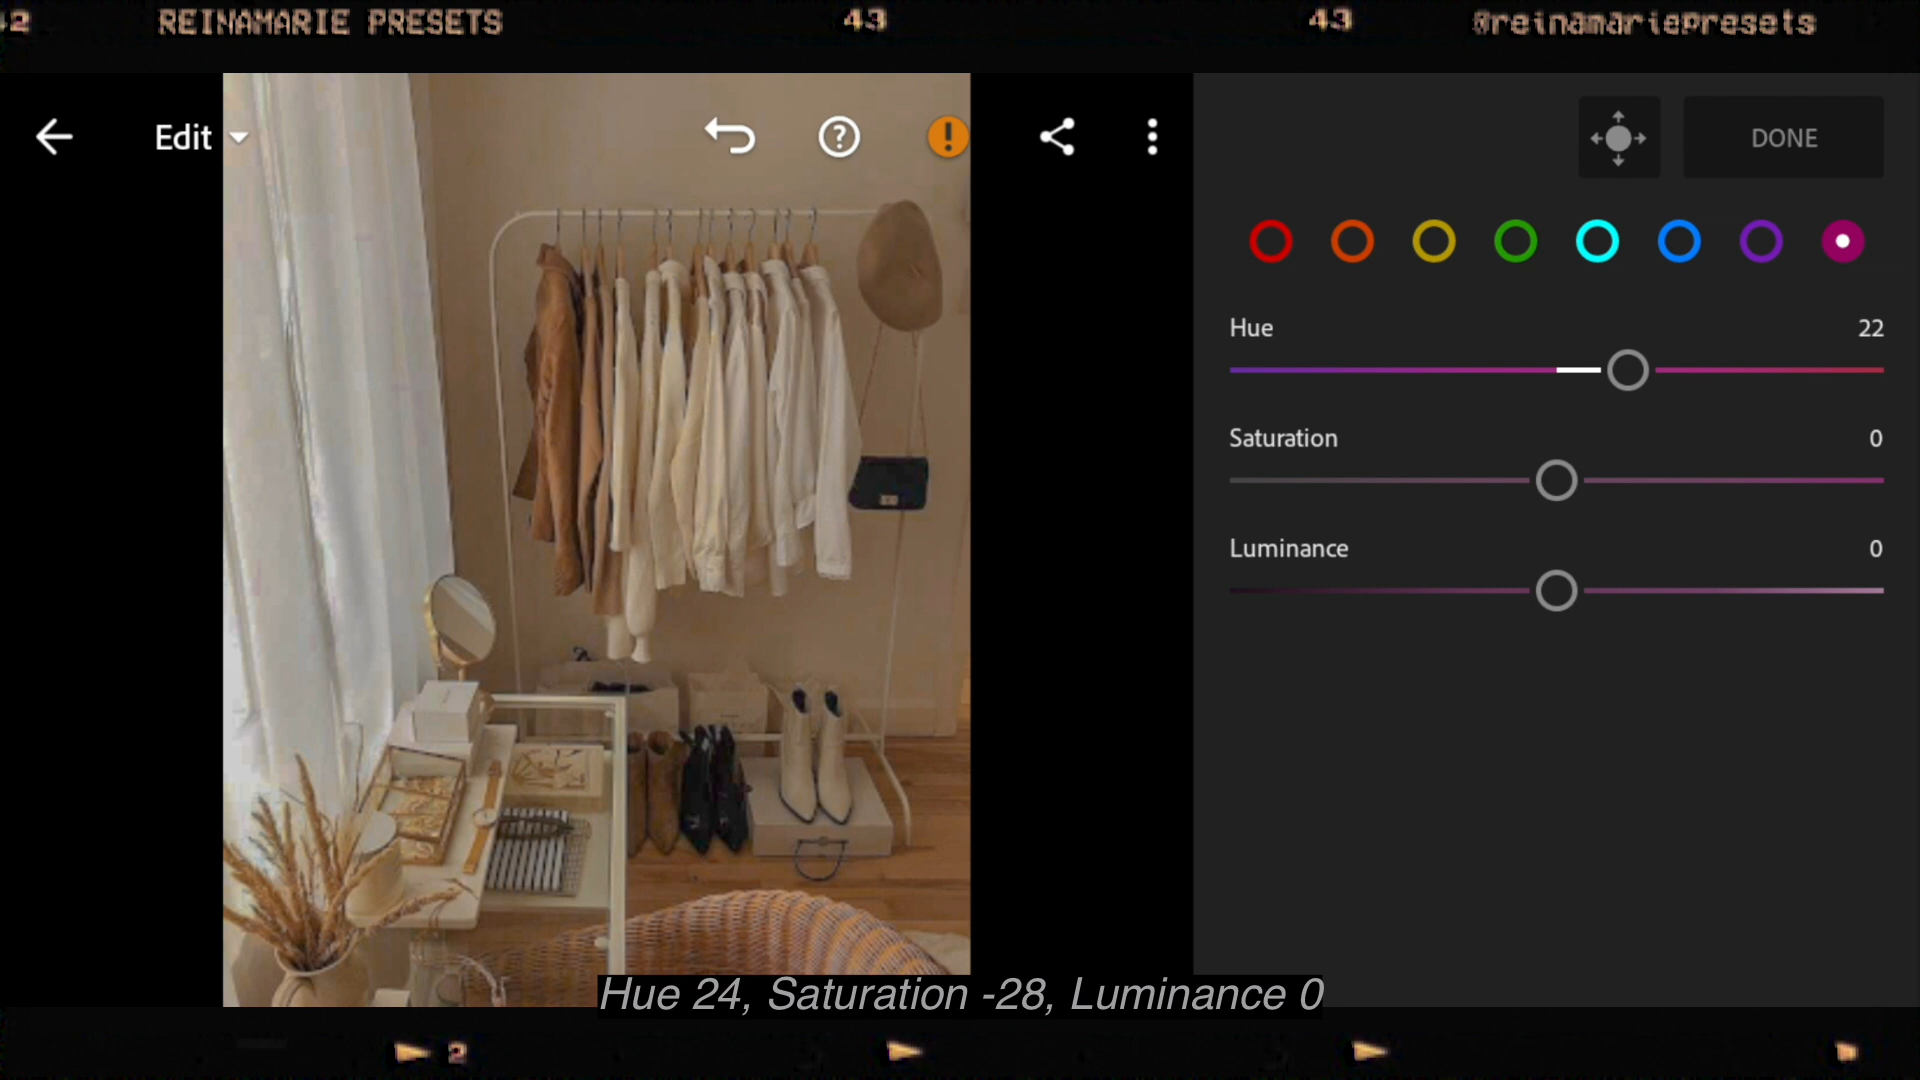 42 REINAMARIE PRESETS 43 43 @reinamariepresets
Edit ? ! DONE
Hue 22
Saturation 0
Luminance 0
Hue 24, Saturation -28, Luminance 0
2